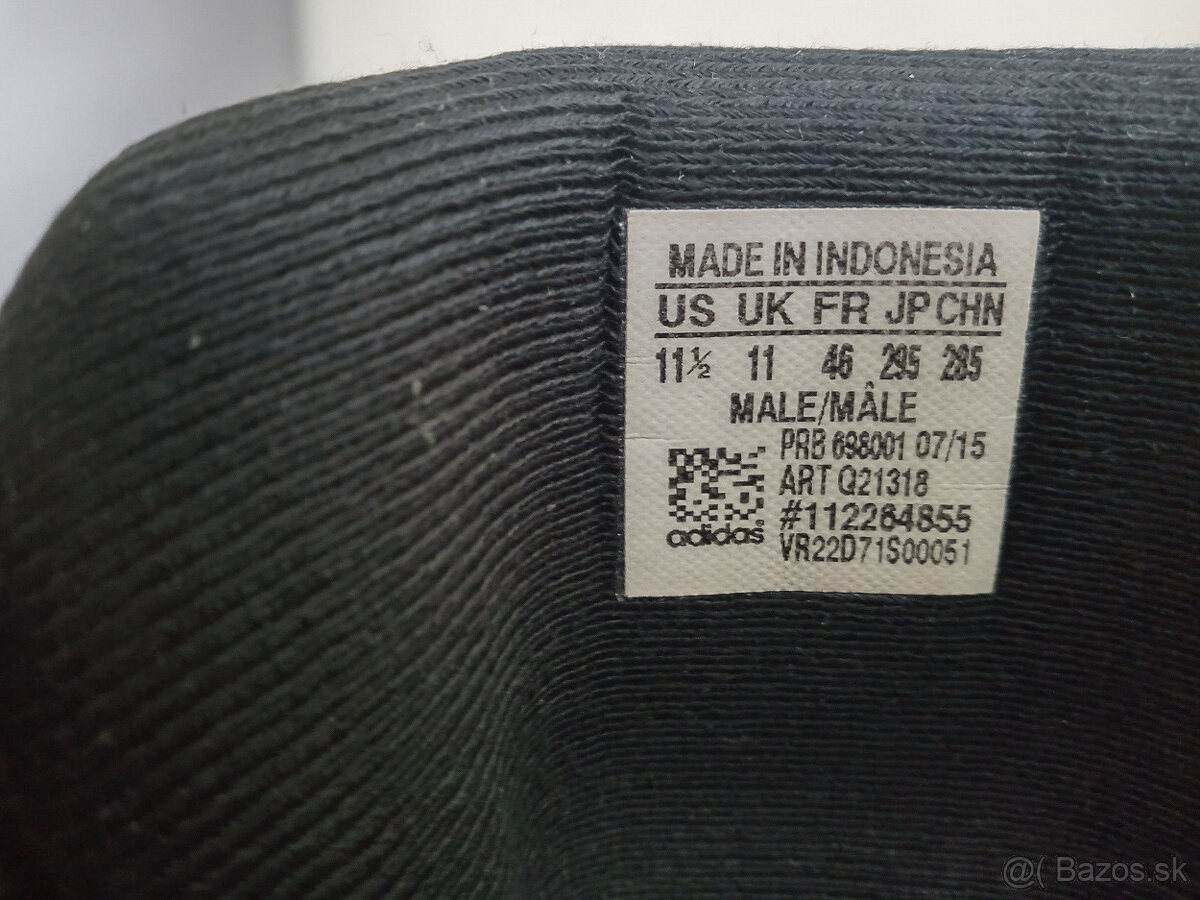 MADE IN INDONESIA
US UK FR JP CHN
11½ 11 46 295 285
MALE/MÂLE
PRB 698001 07/15
ART Q21318
#112264855
VR22D71S00051
adidas®
@( Bazos.sk